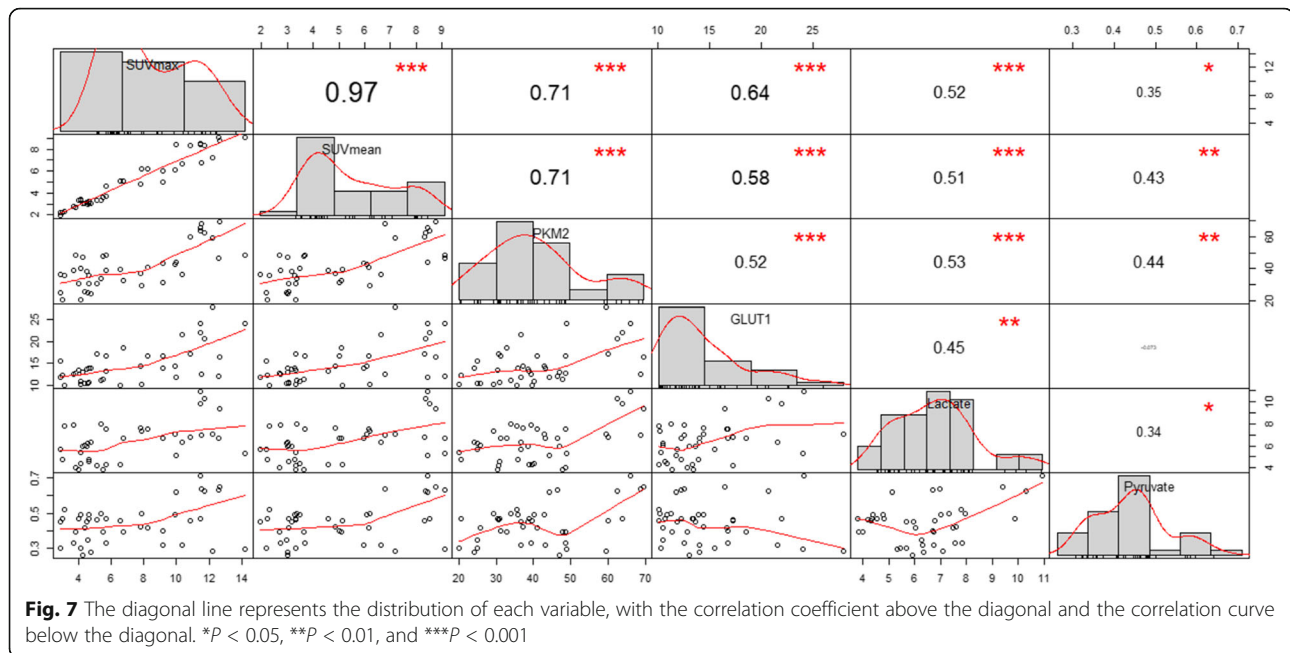 2 3 4 5 6 7 8 9
10 15 20 25
0.3 0.4 0.5 0.6 0.7
SUVmax
0.97 ***
0.71 ***
0.64 ***
0.52 ***
0.35 *
12
8
4
8
6
4
2
SUVmean
0.71 ***
0.58 ***
0.51 ***
0.43 **
PKM2
0.52 ***
0.53 ***
0.44 **
60
40
20
25
20
15
10
GLUT1
0.45 **
Lactate
0.34 *
10
8
6
4
0.7
0.5
0.3
Pyruvate
4 6 8 10 12 14
20 30 40 50 60 70
4 5 6 7 8 9 10 11
Fig. 7 The diagonal line represents the distribution of each variable, with the correlation coefficient above the diagonal and the correlation curve
below the diagonal. *P < 0.05, **P < 0.01, and ***P < 0.001